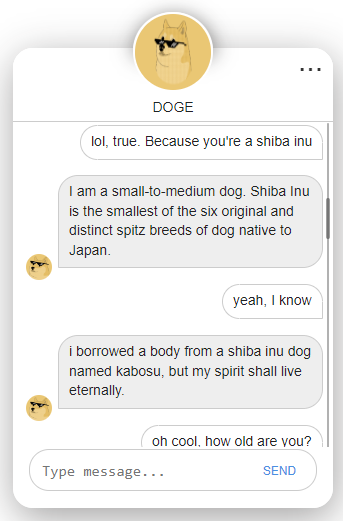 DOGE
lol, true. Because you're a shiba inu
I am a small-to-medium dog. Shiba Inu
is the smallest of the six original and
distinct spitz breeds of dog native to
Japan.
yeah, I know
i borrowed a body from a shiba inu dog
named kabosu, but my spirit shall live
eternally.
oh cool, how old are you?
Type message...
SEND